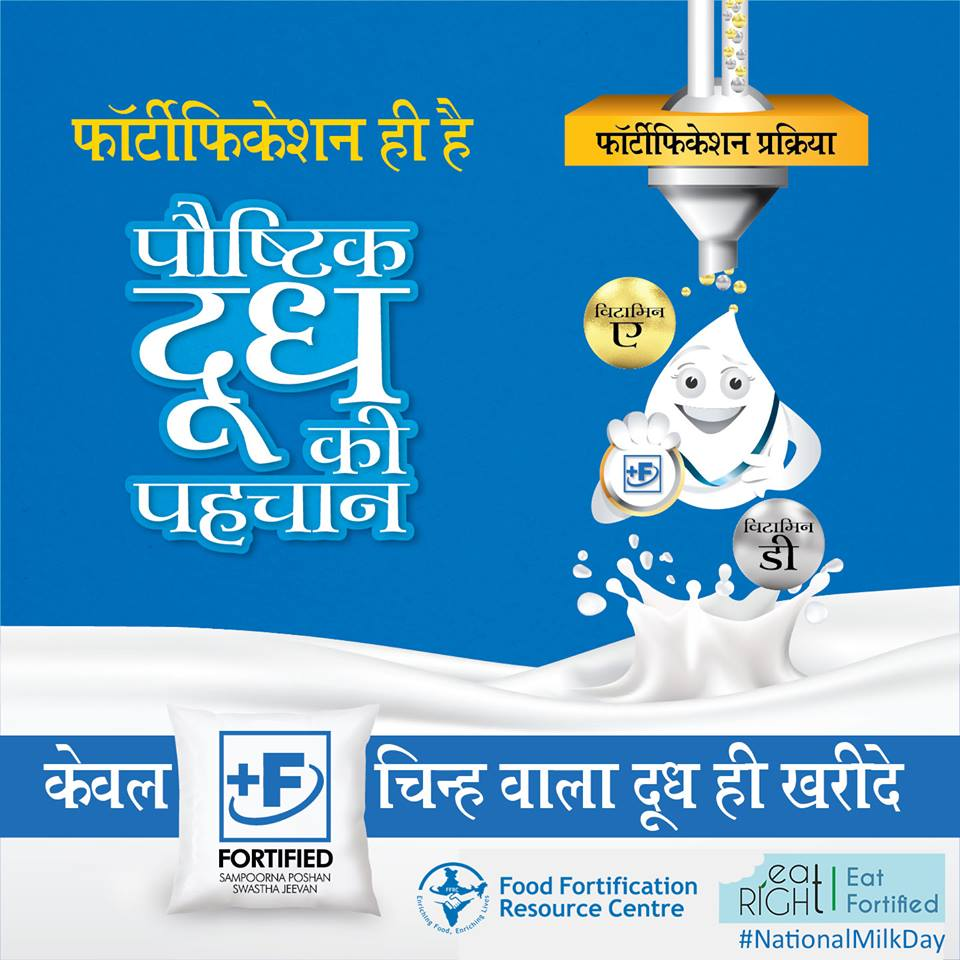 फॉर्टीफिकेशन ही है
पौष्टिक
दूध
की
पहचान
फॉर्टीफिकेशन प्रक्रिया
विटामिन
ए
+F
विटामिन
डी
केवल
+F
FORTIFIED
SAMPOORNA POSHAN
SWASTHA JEEVAN
चिन्ह वाला दूध ही खरीदे
FFRC
Enriching Food, Enriching Lives
Food Fortification
Resource Centre
eat
RIGHt
Eat
Fortified
#NationalMilkDay